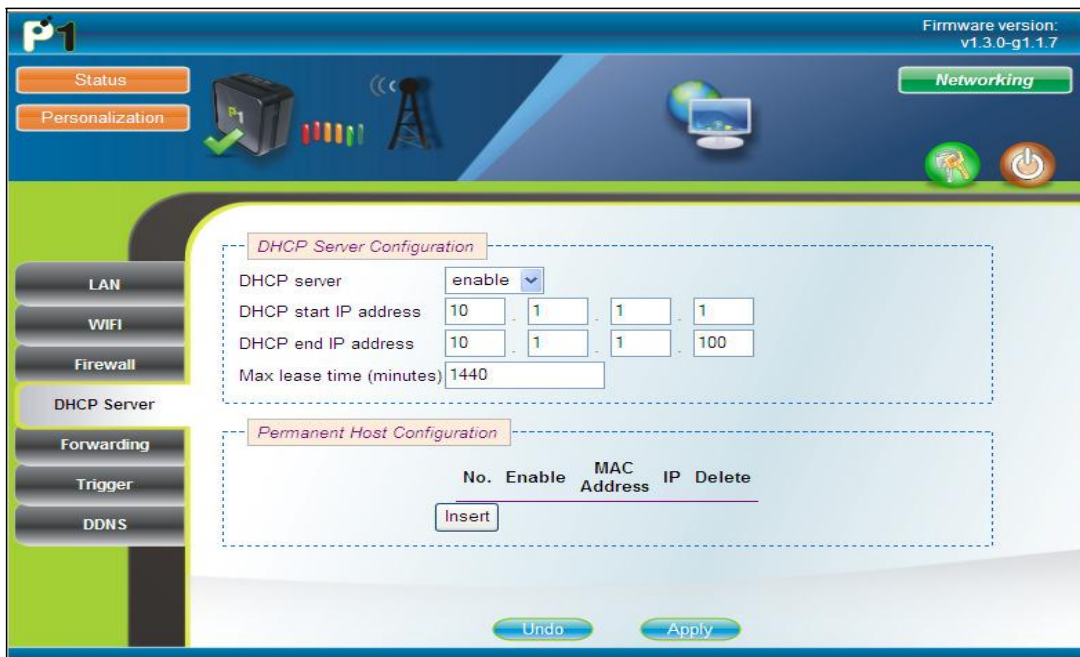 P1
Firmware version:
v1.3.0-g1.1.7
Status
Personalization
P1
Networking
LAN
WIFI
Firewall
DHCP Server
Forwarding
Trigger
DDNS
DHCP Server Configuration
DHCP server enable
DHCP start IP address 10 . 1 . 1 . 1
DHCP end IP address 10 . 1 . 1 . 100
Max lease time (minutes) 1440
Permanent Host Configuration
No. Enable MAC Address IP Delete
Insert
Undo Apply